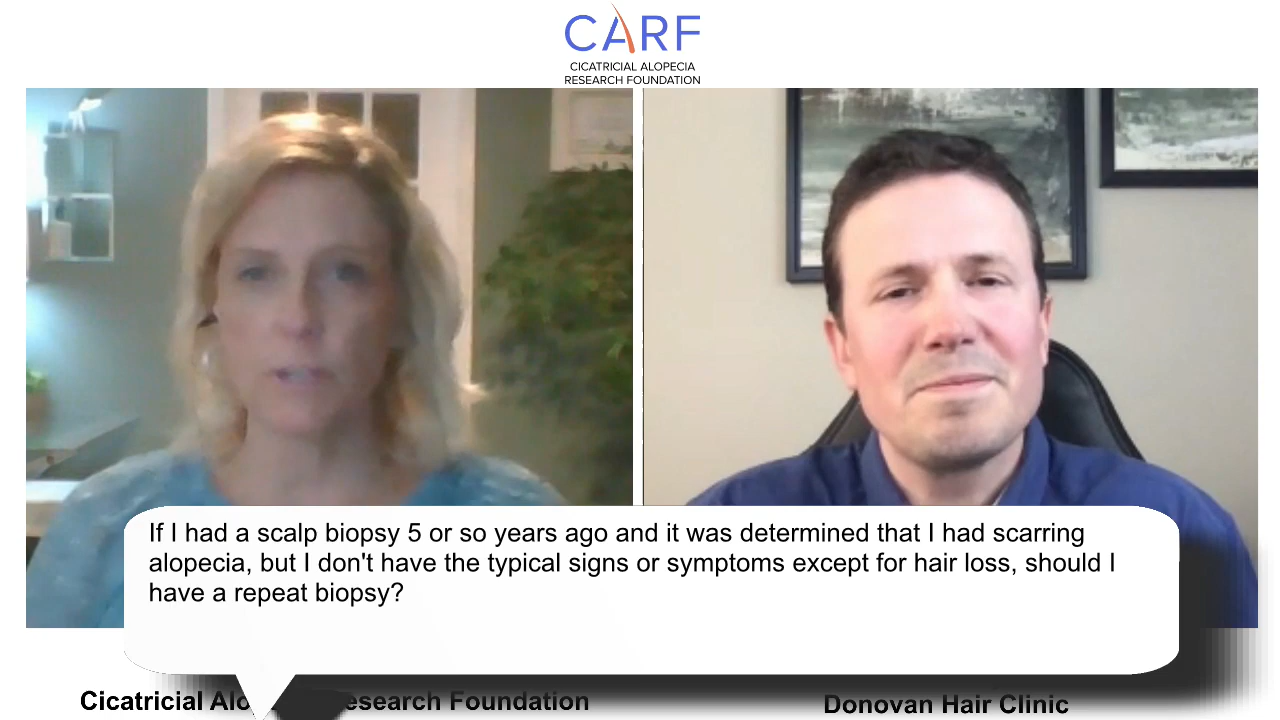 CARF
CICATRICIAL ALOPECIA
RESEARCH FOUNDATION
If I had a scalp biopsy 5 or so years ago and it was determined that I had scarring
alopecia, but I don't have the typical signs or symptoms except for hair loss, should I
have a repeat biopsy?
Cicatricial Alo esearch Foundation
Donovan Hair Clinic